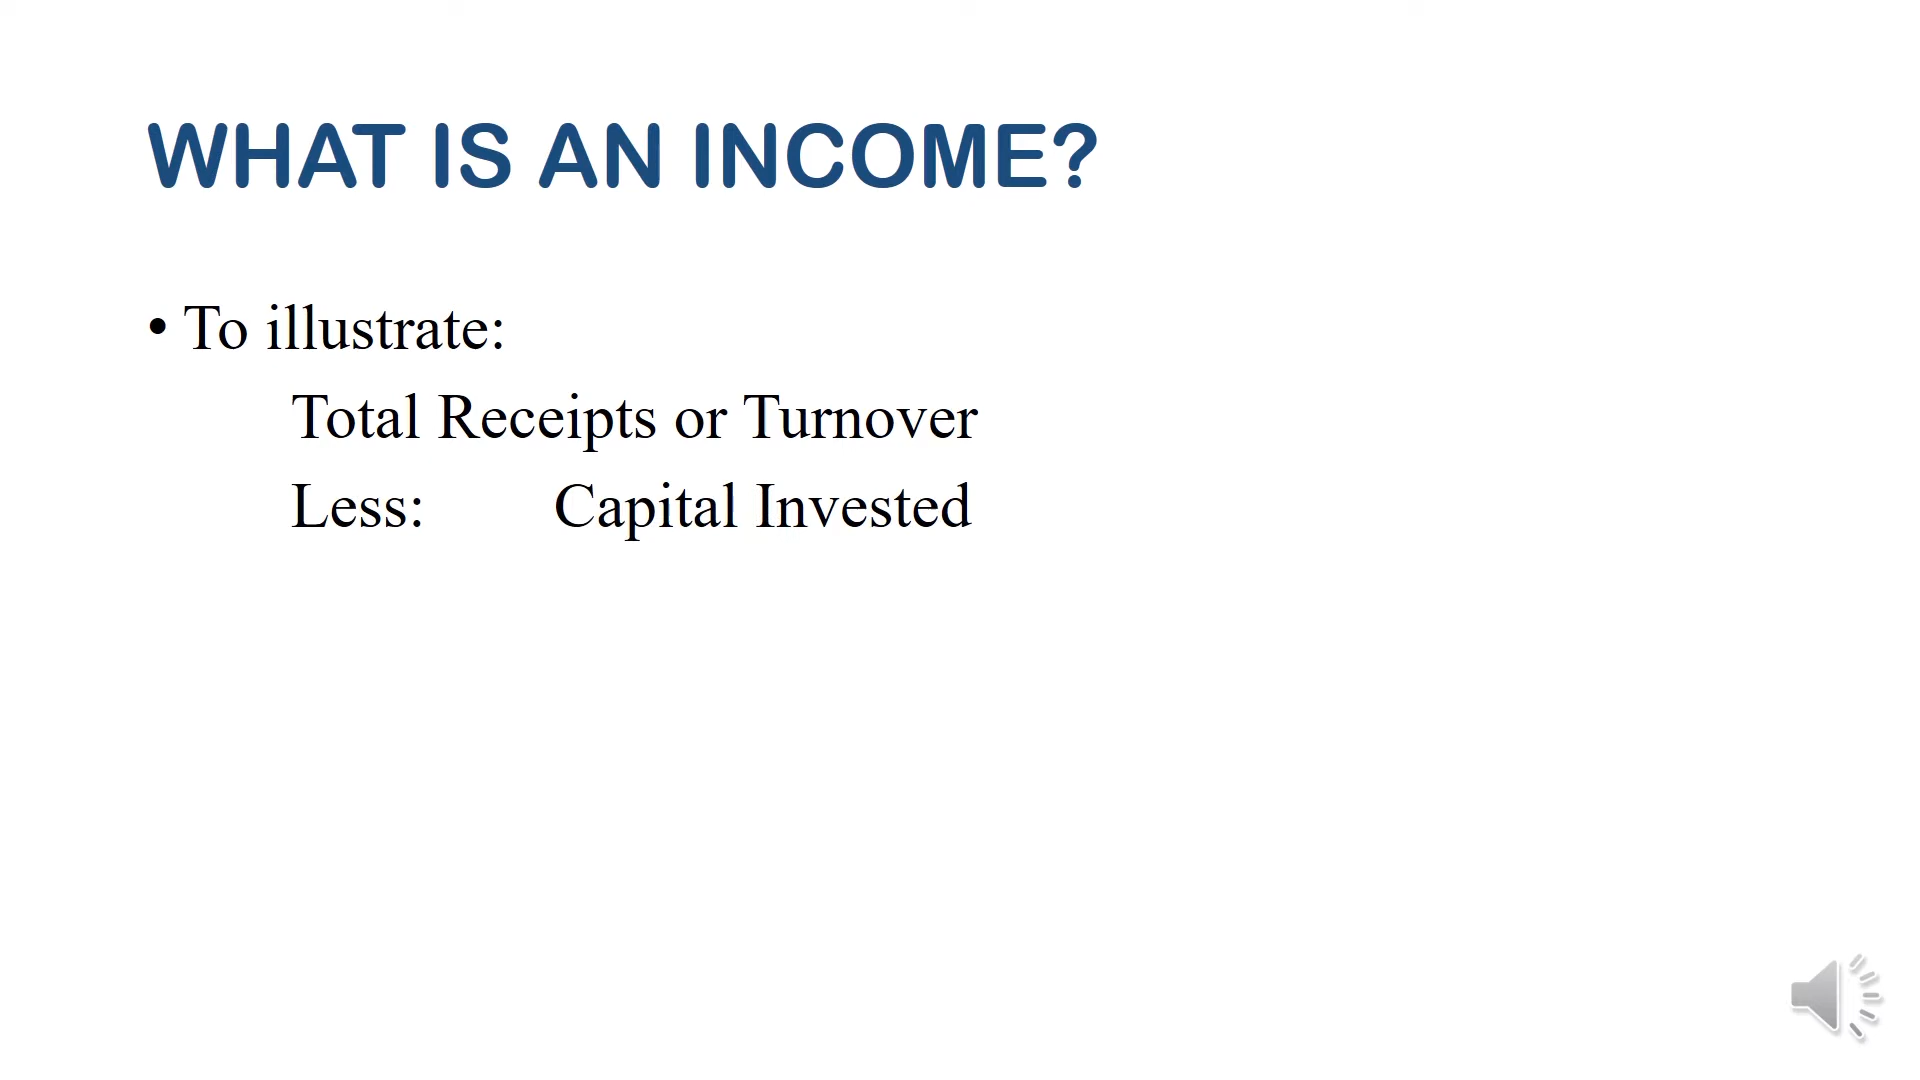 WHAT IS AN INCOME?
• To illustrate:
Total Receipts or Turnover
Less: Capital Invested